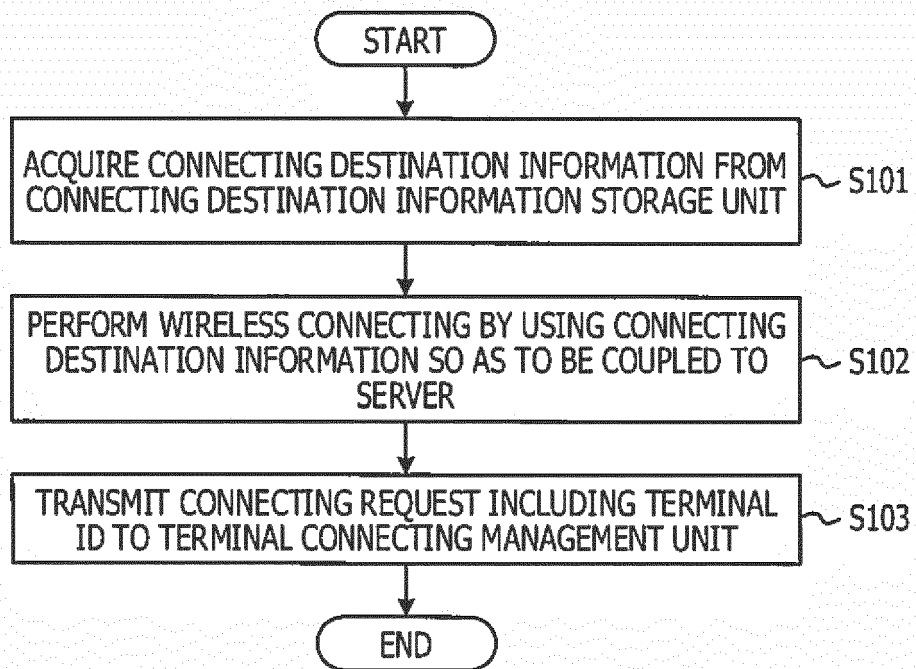 START
ACQUIRE CONNECTING DESTINATION INFORMATION FROM
CONNECTING DESTINATION INFORMATION STORAGE UNIT
S101
PERFORM WIRELESS CONNECTING BY USING CONNECTING
DESTINATION INFORMATION SO AS TO BE COUPLED TO
SERVER
S102
TRANSMIT CONNECTING REQUEST INCLUDING TERMINAL
ID TO TERMINAL CONNECTING MANAGEMENT UNIT
S103
END